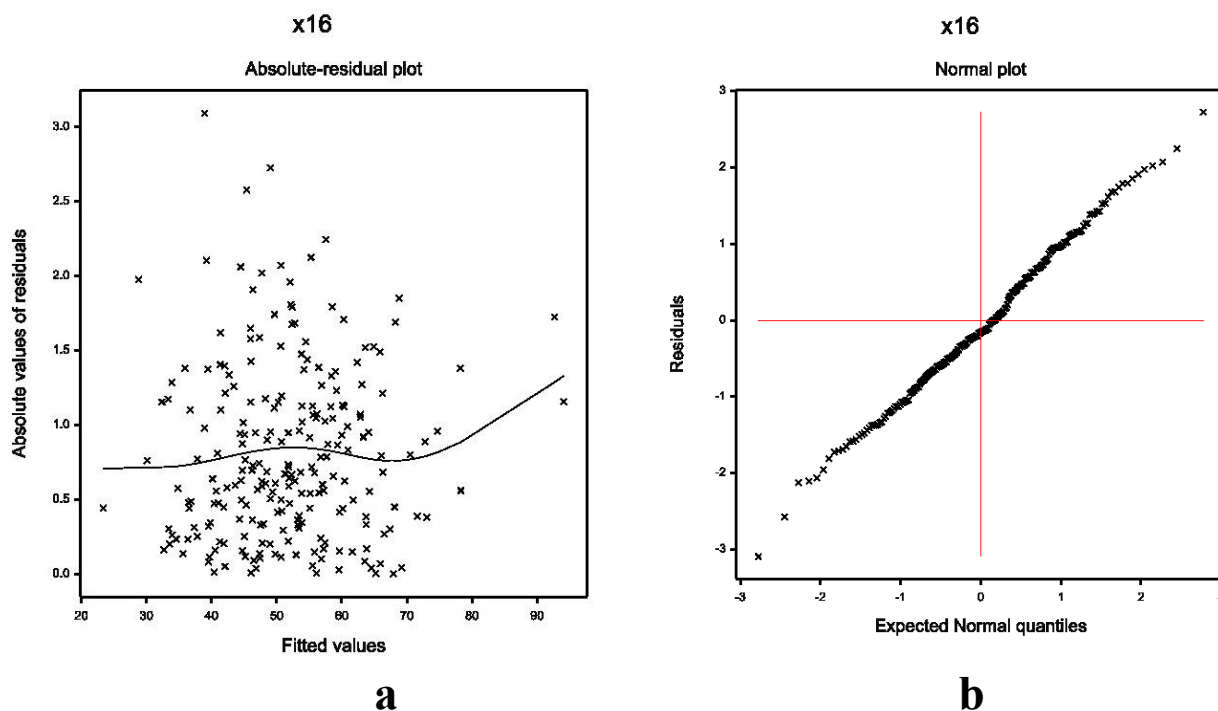 x16
Absolute-residual plot
Absolute values of residuals
3.0
2.5
2.0
1.5
1.0
0.5
0.0
20 30 40 50 60 70 80 90
Fitted values
a
x16
Normal plot
Residuals
3
2
1
0
-1
-2
-3
-3 -2 -1 0 1 2
Expected Normal quantiles
b